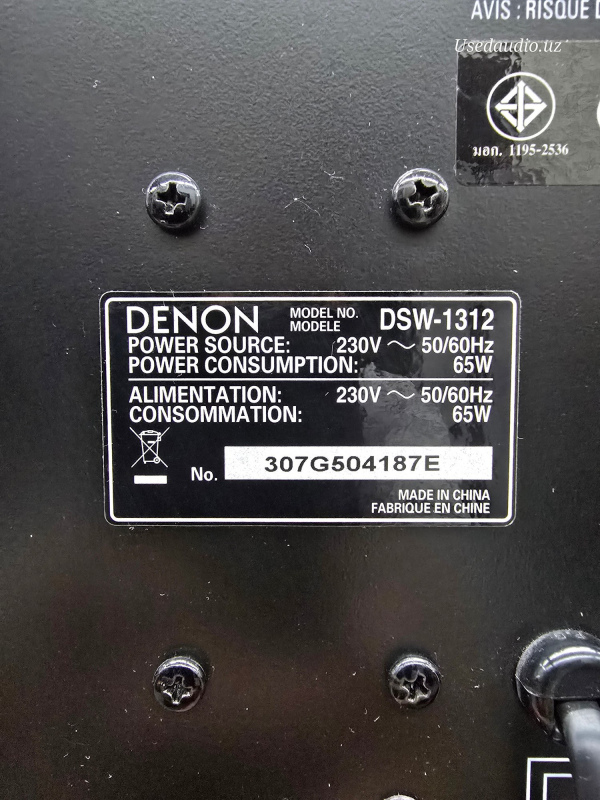 AVIS : RISQUE D
Usedaudio.uz
มอก. 1195-2536
DENON MODEL NO. DSW-1312
MODELE
POWER SOURCE: 230V ～ 50/60Hz
POWER CONSUMPTION: 65W
ALIMENTATION: 230V ～ 50/60Hz
CONSOMMATION: 65W
No. 307G504187E
MADE IN CHINA
FABRIQUE EN CHINE